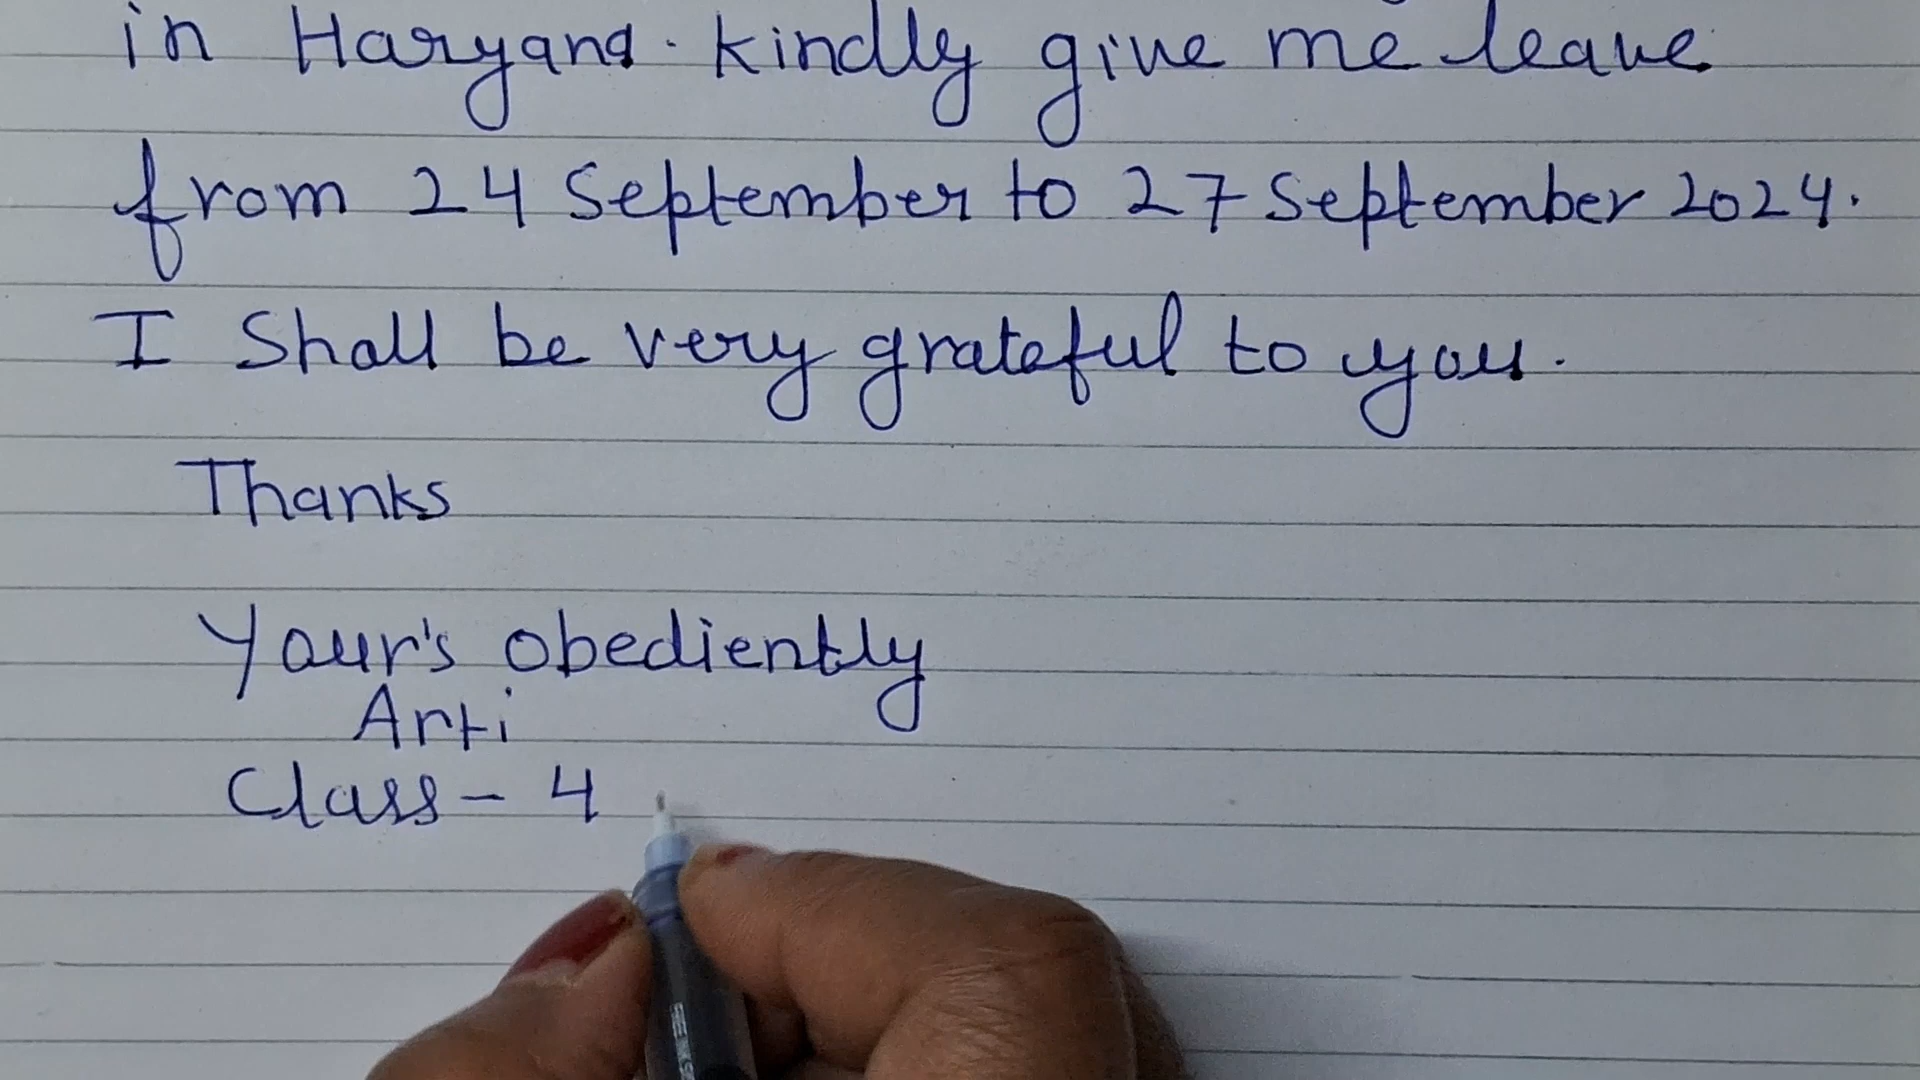 in Haryana. kindly give me leave
from 24 September to 27 September 2024.
I Shall be very grateful to you.
Thanks
Your's obediently
Arti
Class - 4